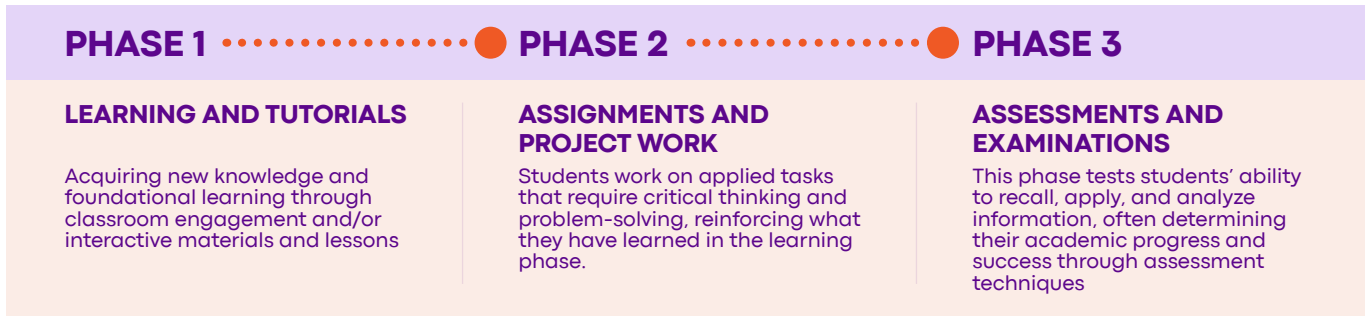 PHASE 1
PHASE 2
PHASE 3
LEARNING AND TUTORIALS
Acquiring new knowledge and
foundational learning through
classroom engagement and/or
interactive materials and lessons
ASSIGNMENTS AND
PROJECT WORK
Students work on applied tasks
that require critical thinking and
problem-solving, reinforcing what
they have learned in the learning
phase.
ASSESSMENTS AND
EXAMINATIONS
This phase tests students’ ability
to recall, apply, and analyze
information, often determining
their academic progress and
success through assessment
techniques